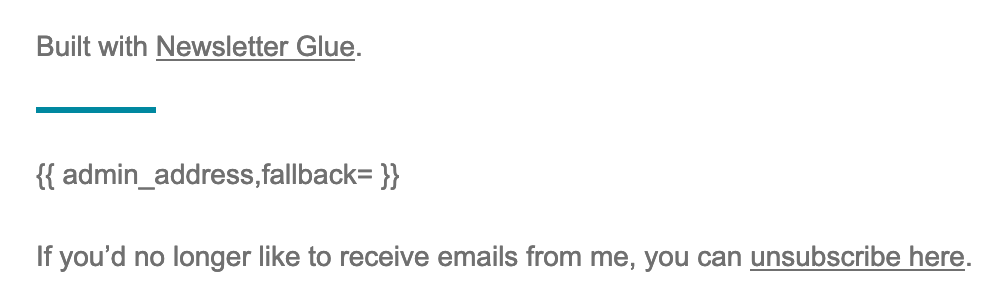 Built with Newsletter Glue.
{{ admin_address,fallback= }}
If you’d no longer like to receive emails from me, you can unsubscribe here.